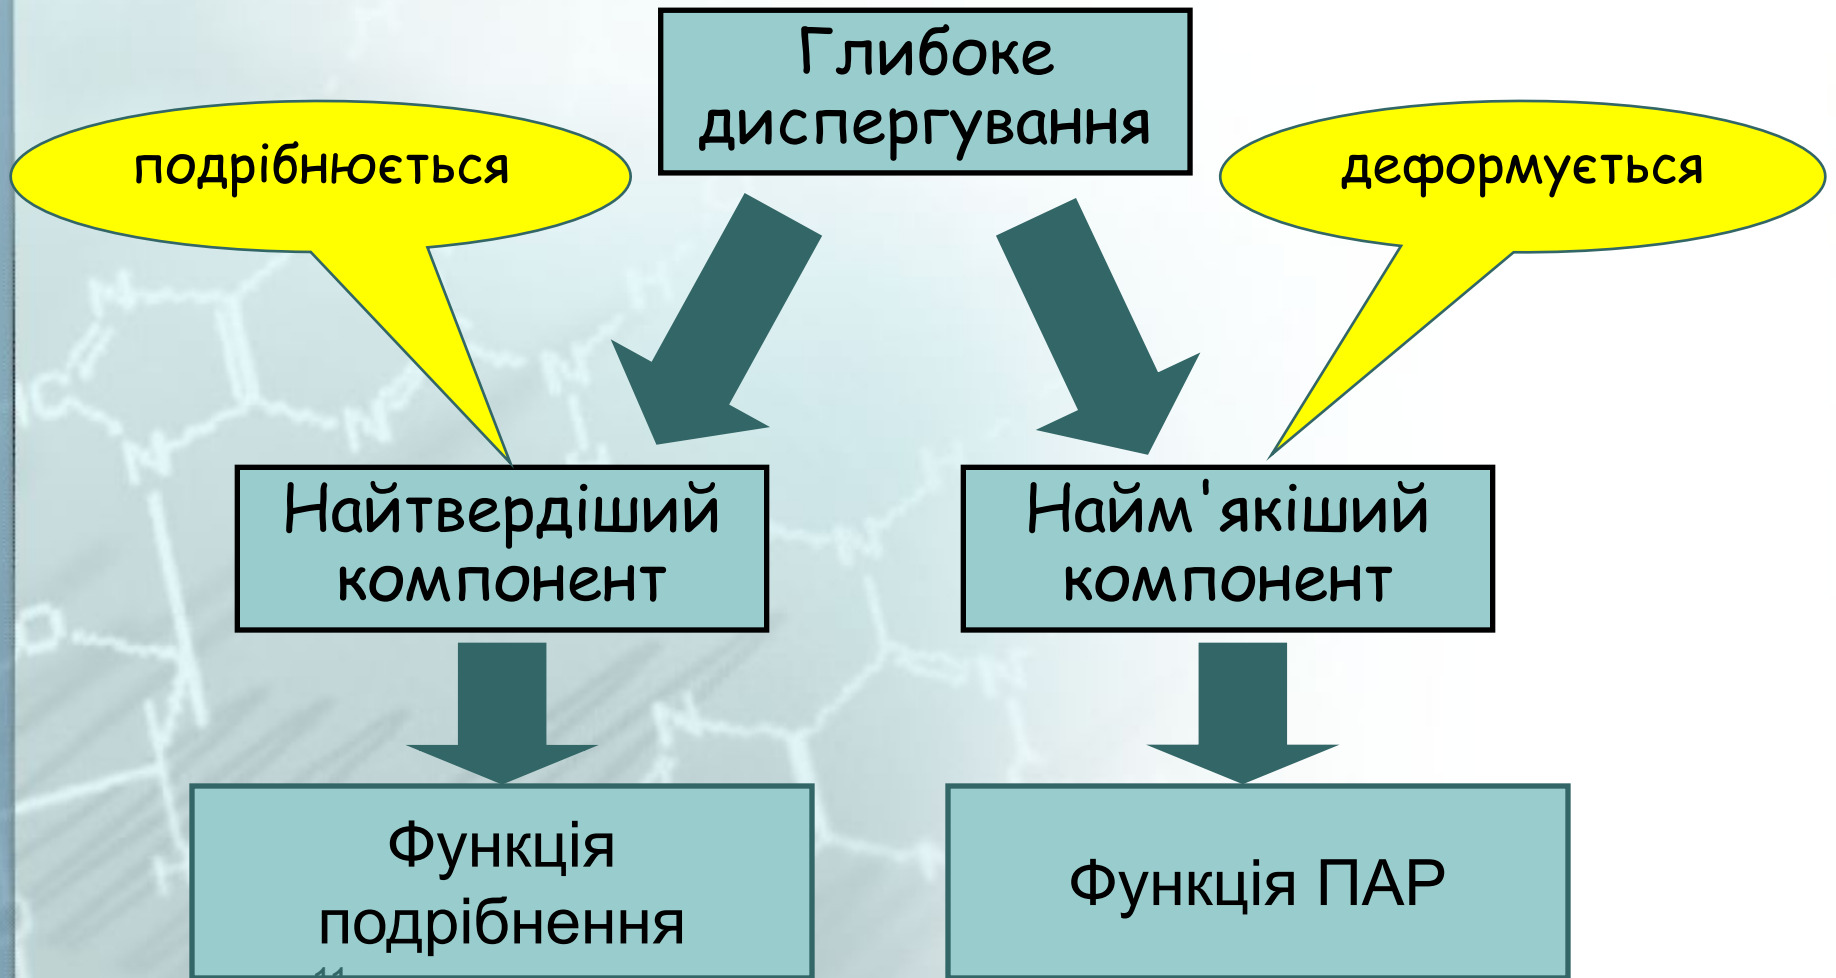 Глибоке
диспергування
подрібнюється
деформується
Найтвердіший
компонент
Найм'якіший
компонент
Функція
подрібнення
Функція ПАР